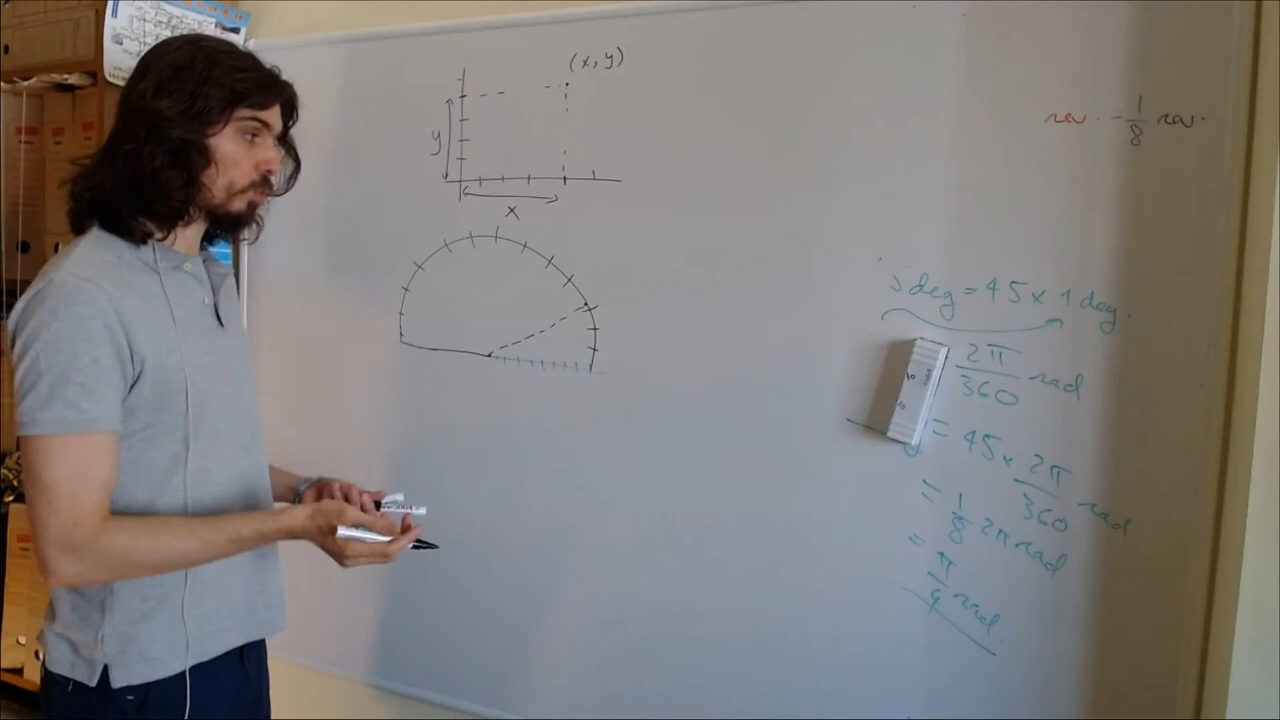 (x, y)
y
x
rev. - 1/8 rev.
5 deg = 45 x 1 deg.
2π/360 rad
= 45 x 2π/360 rad
= 1/8 2π rad
= π/4 rad.